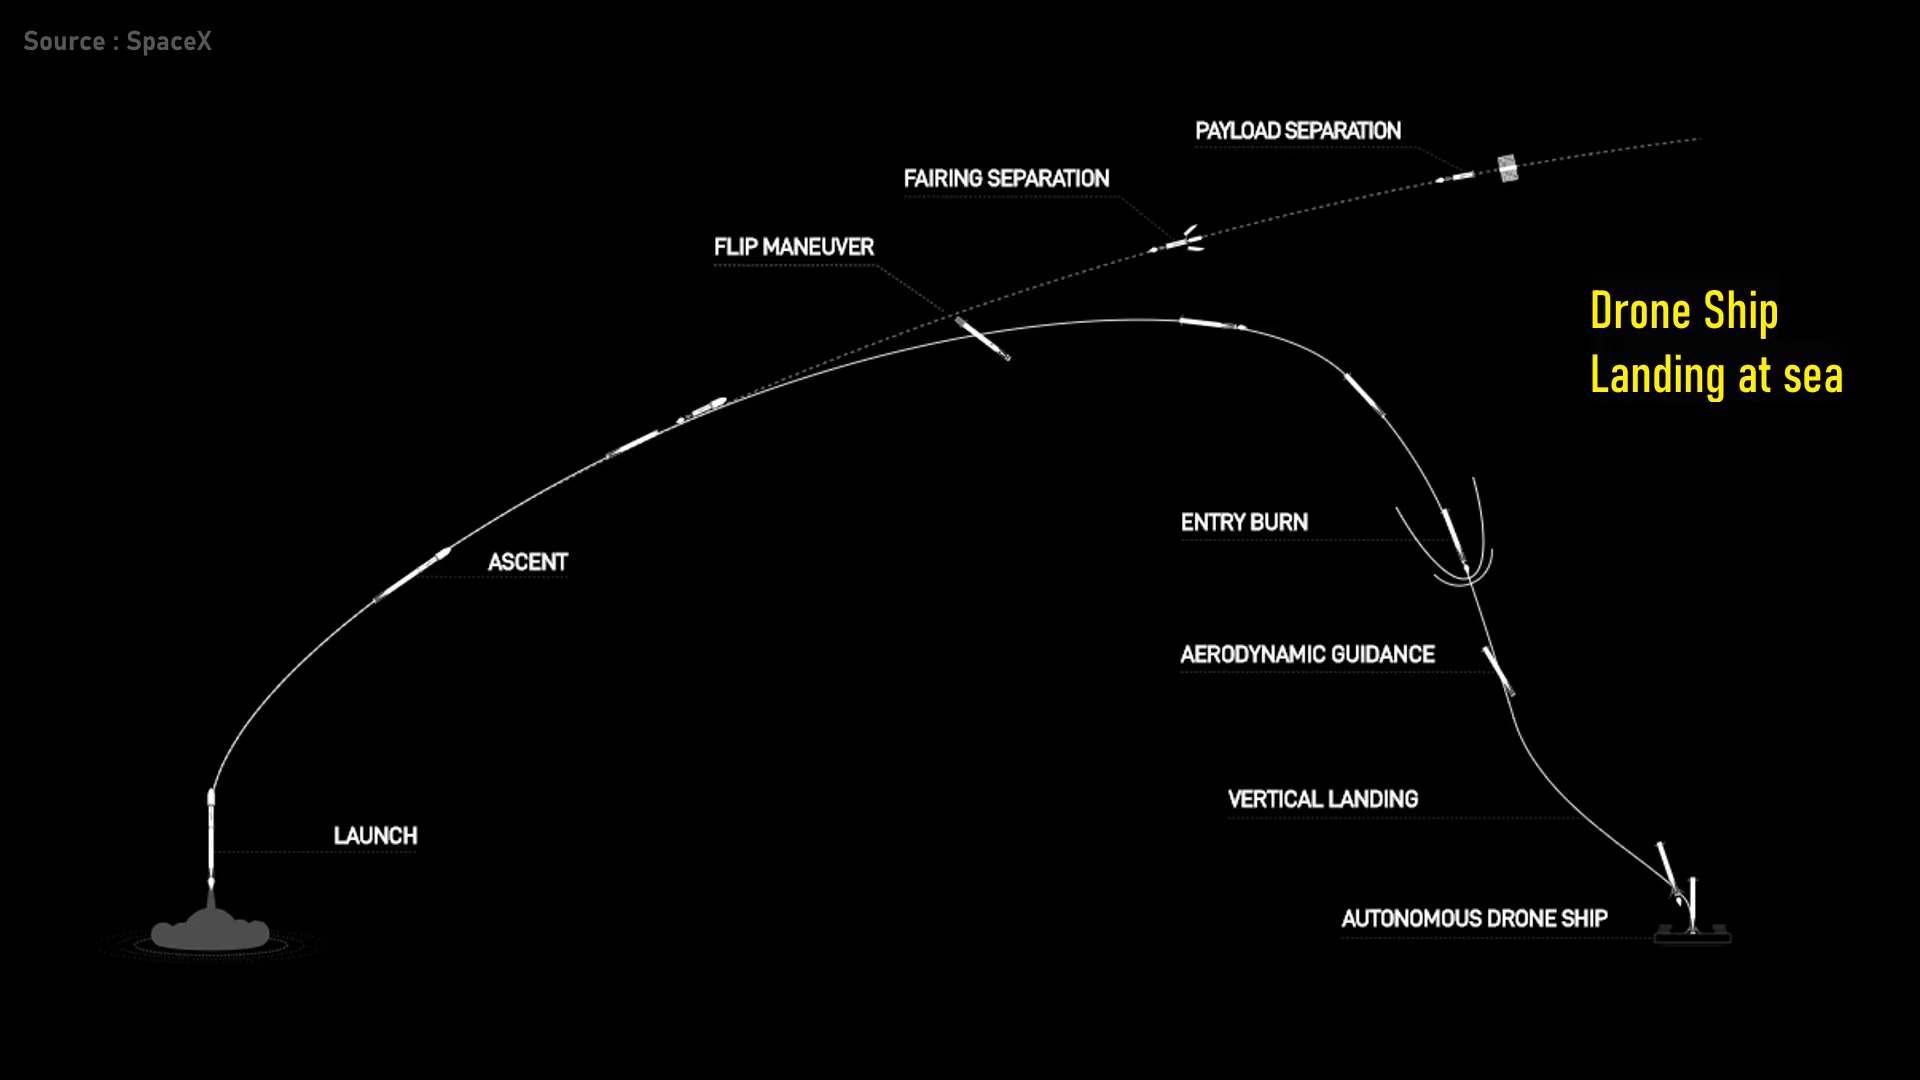 Source : SpaceX
PAYLOAD SEPARATION
FAIRING SEPARATION
FLIP MANEUVER
Drone Ship
Landing at sea
ENTRY BURN
ASCENT
AERODYNAMIC GUIDANCE
VERTICAL LANDING
LAUNCH
AUTONOMOUS DRONE SHIP